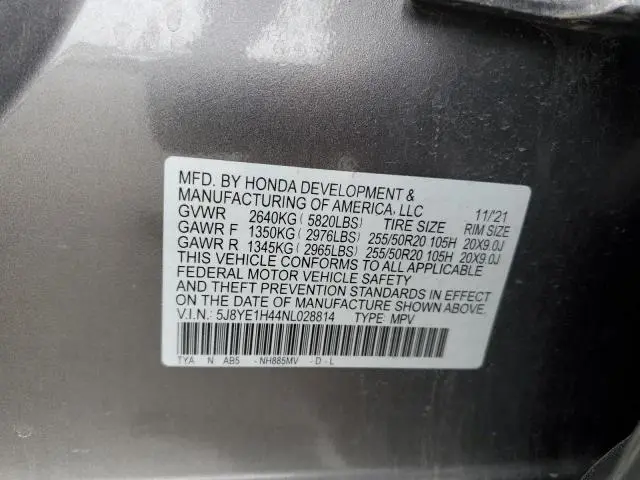 MFD. BY HONDA DEVELOPMENT &
MANUFACTURING OF AMERICA, LLC 11/'21
GVWR 2640KG ( 5820LBS) TIRE SIZE RIM SIZE
GAWR F 1350KG ( 2976LBS) 255/50R20 105H 20X9.0J
GAWR R 1345KG ( 2965LBS) 255/50R20 105H 20X9.0J
THIS VEHICLE CONFORMS TO ALL APPLICABLE
FEDERAL MOTOR VEHICLE SAFETY
AND THEFT PREVENTION STANDARDS IN EFFECT
ON THE DATE OF MANUFACTURE SHOWN ABOVE.
V.I.N.: 5J8YE1H44NL028814 TYPE: MPV
TYA N AB5 -NH885MV -D-L